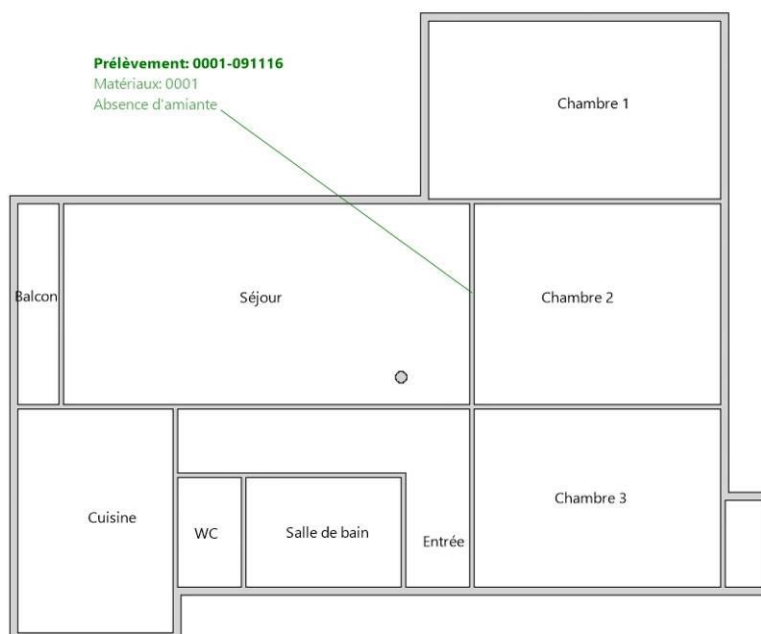 Prélèvement: 0001-091116
Matériaux: 0001
Absence d'amiante
Chambre 1
Balcon
Séjour
Chambre 2
Cuisine
WC
Salle de bain
Entrée
Chambre 3